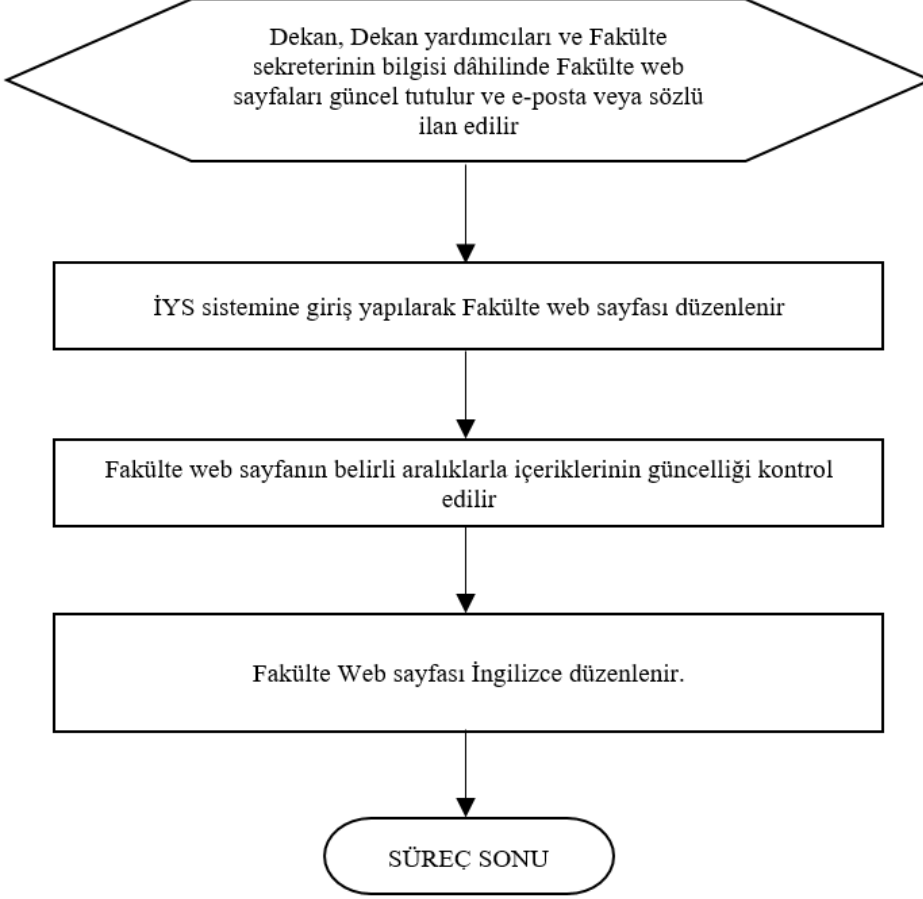 Dekan, Dekan yardımcıları ve Fakülte
sekreterinin bilgisi dâhilinde Fakülte web
sayfaları güncel tutulur ve e-posta veya sözlü
ilan edilir
İYS sistemine giriş yapılarak Fakülte web sayfası düzenlenir
Fakülte web sayfanın belirli aralıklarla içeriklerinin güncelliği kontrol
edilir
Fakülte Web sayfası İngilizce düzenlenir.
SÜREÇ SONU